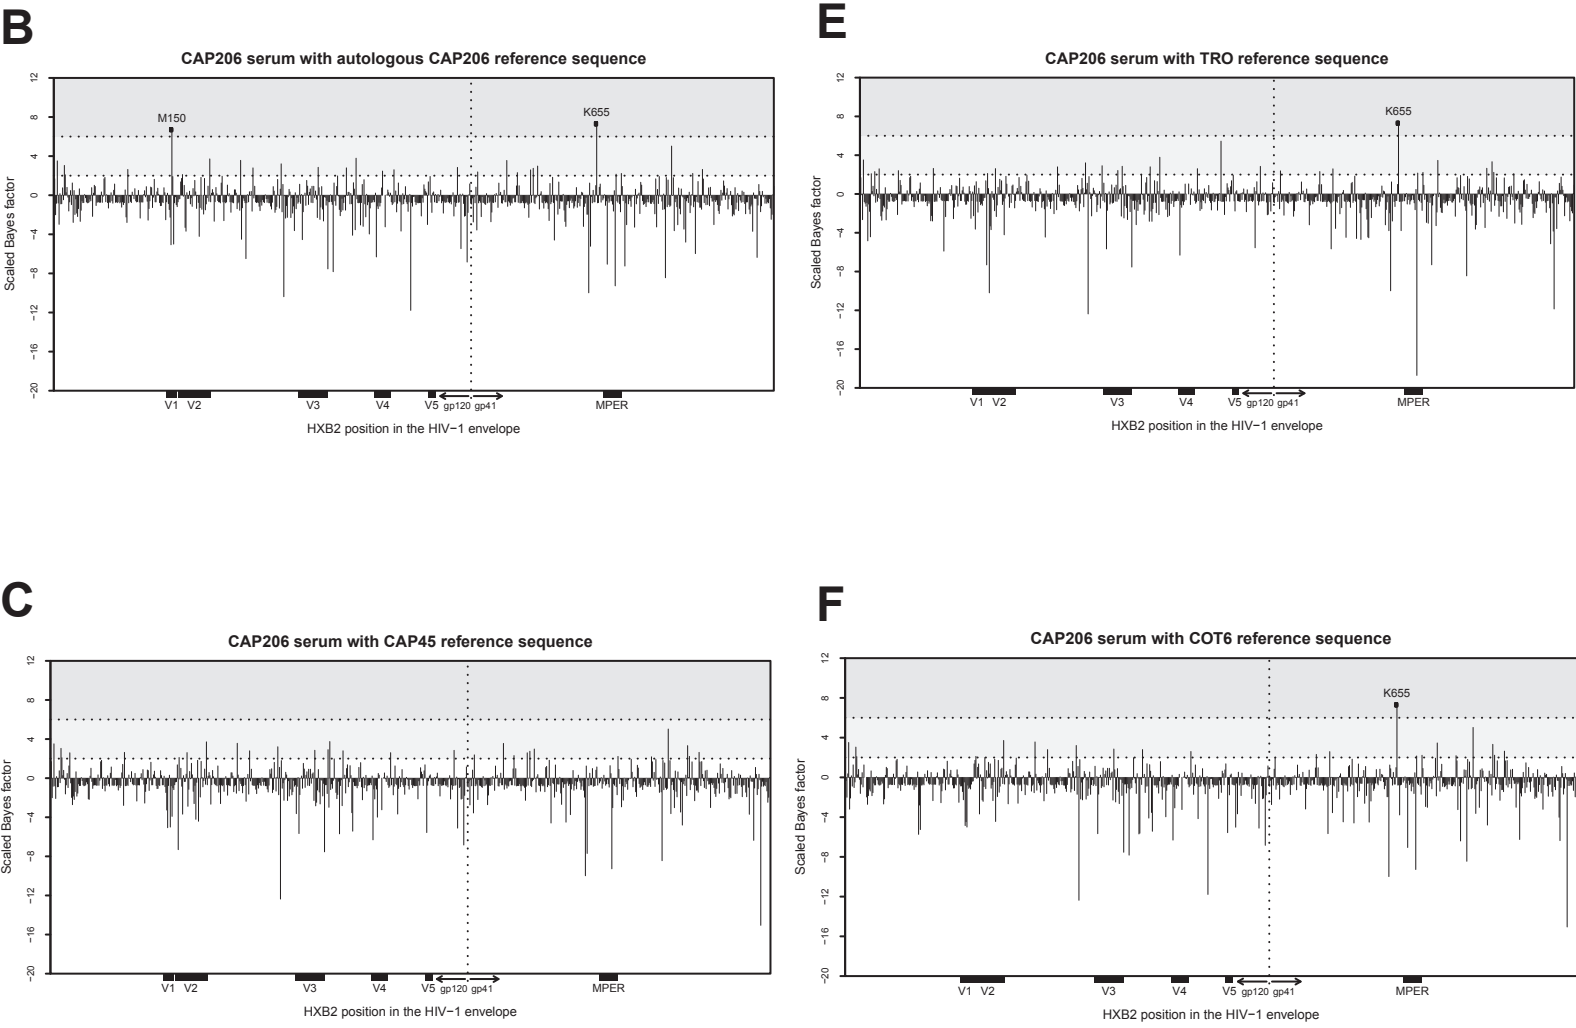 B
CAP206 serum with autologous CAP206 reference sequence
12
8
4
0
−4
−8
−12
−16
−20
Scaled Bayes factor
M150
K655
V1 V2 V3 V4 V5 gp120 gp41 MPER
HXB2 position in the HIV−1 envelope
E
CAP206 serum with TRO reference sequence
12
8
4
0
−4
−8
−12
−16
−20
Scaled Bayes factor
K655
V1 V2 V3 V4 V5 gp120 gp41 MPER
HXB2 position in the HIV−1 envelope
C
CAP206 serum with CAP45 reference sequence
12
8
4
0
−4
−8
−12
−16
−20
Scaled Bayes factor
V1 V2 V3 V4 V5 gp120 gp41 MPER
HXB2 position in the HIV−1 envelope
F
CAP206 serum with COT6 reference sequence
12
8
4
0
−4
−8
−12
−16
−20
Scaled Bayes factor
K655
V1 V2 V3 V4 V5 gp120 gp41 MPER
HXB2 position in the HIV−1 envelope